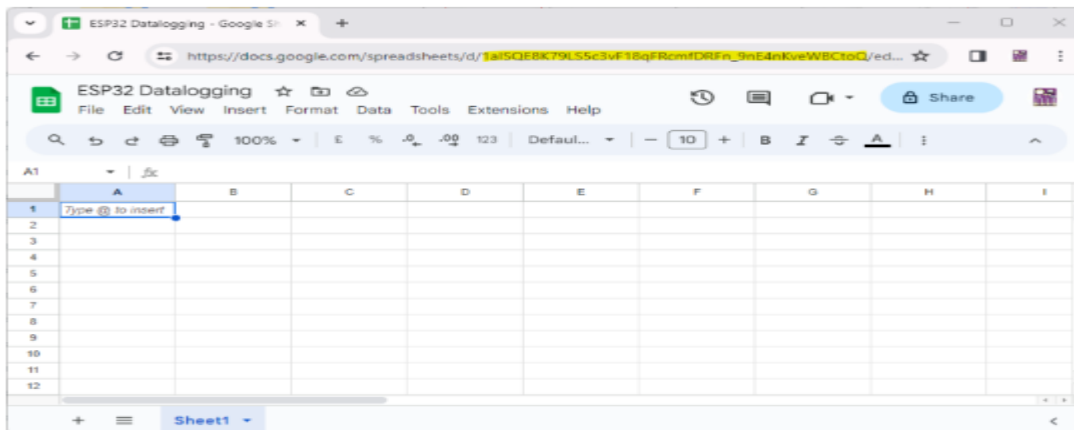 ESP32 Datalogging - Google Sh
https://docs.google.com/spreadsheets/d/ /ed...
ESP32 Datalogging
Share
File Edit View Insert Format Data Tools Extensions Help
100% £ % .0 .00 123 Defaul... 10 B I S A
A1 fx
A B C D E F G H I
1 Type @ to insert
2
3
4
5
6
7
8
9
10
11
12
Sheet1